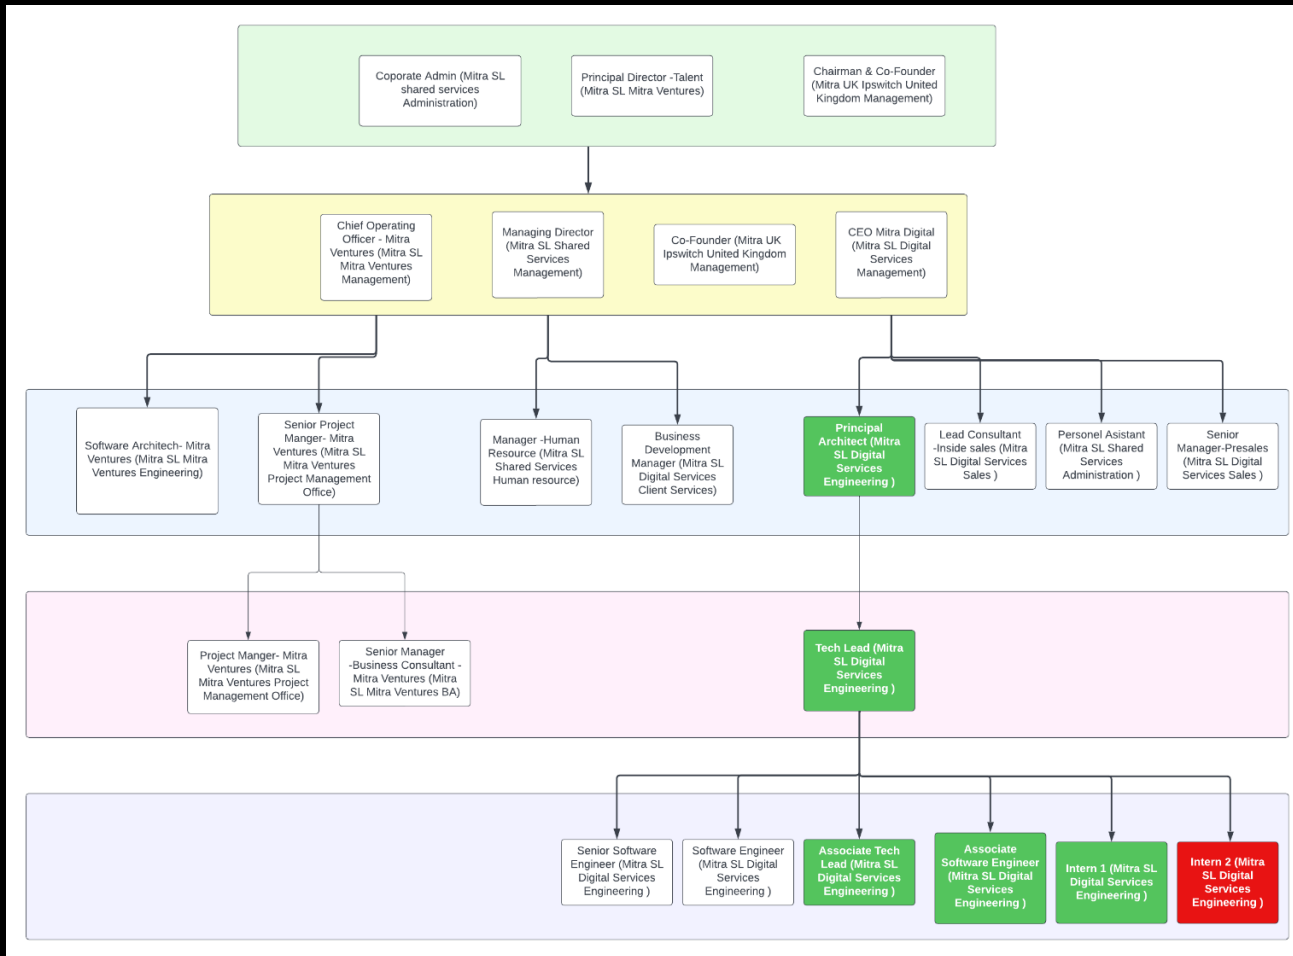 Coporate Admin (Mitra SL
shared services
Administration)
Principal Director -Talent
(Mitra SL Mitra Ventures)
Chairman & Co-Founder
(Mitra UK Ipswitch United
Kingdom Management)
Chief Operating
Officer - Mitra
Ventures (Mitra SL
Mitra Ventures
Management)
Managing Director
(Mitra SL Shared
Services
Management)
Co-Founder (Mitra UK
Ipswitch United Kingdom
Management)
CEO Mitra Digital
(Mitra SL Digital
Services
Management)
Software Architech- Mitra
Ventures (Mitra SL Mitra
Ventures Engineering)
Senior Project
Manger- Mitra
Ventures (Mitra SL
Mitra Ventures
Project Management
Office)
Manager -Human
Resource (Mitra SL
Shared Services
Human resource)
Business
Development
Manager (Mitra SL
Digital Services
Client Services)
Principal
Architect (Mitra
SL Digital
Services
Engineering )
Lead Consultant
-Inside sales (Mitra
SL Digital Services
Sales )
Personel Asistant
(Mitra SL Shared
Services
Administration )
Senior
Manager-Presales
(Mitra SL Digital
Services Sales )
Project Manger- Mitra
Ventures (Mitra SL
Mitra Ventures Project
Management Office)
Senior Manager
-Business Consultant -
Mitra Ventures (Mitra
SL Mitra Ventures BA)
Tech Lead (Mitra
SL Digital
Services
Engineering )
Senior Software
Engineer (Mitra SL
Digital Services
Engineering )
Software Engineer
(Mitra SL Digital
Services
Engineering )
Associate Tech
Lead (Mitra SL
Digital Services
Engineering )
Associate
Software Engineer
(Mitra SL Digital
Services
Engineering )
Intern 1 (Mitra SL
Digital Services
Engineering )
Intern 2 (Mitra
SL Digital
Services
Engineering )